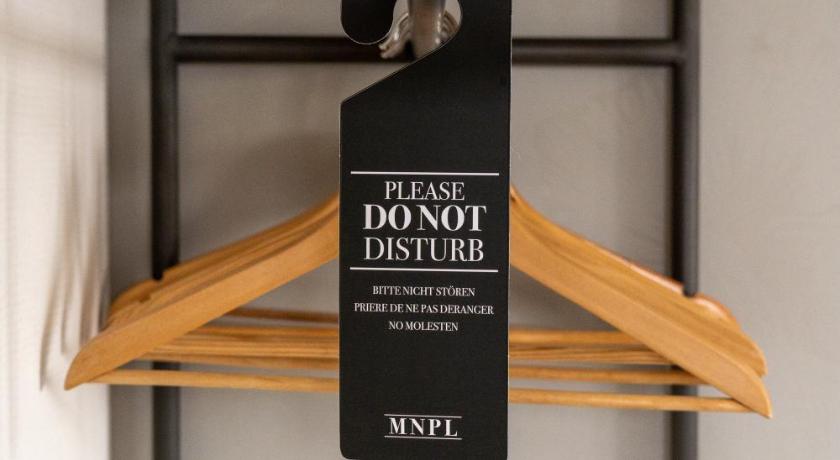 PLEASE
DO NOT
DISTURB
BITTE NICHT STÖREN
PRIERE DE NE PAS DERANGER
NO MOLESTEN
MNPL